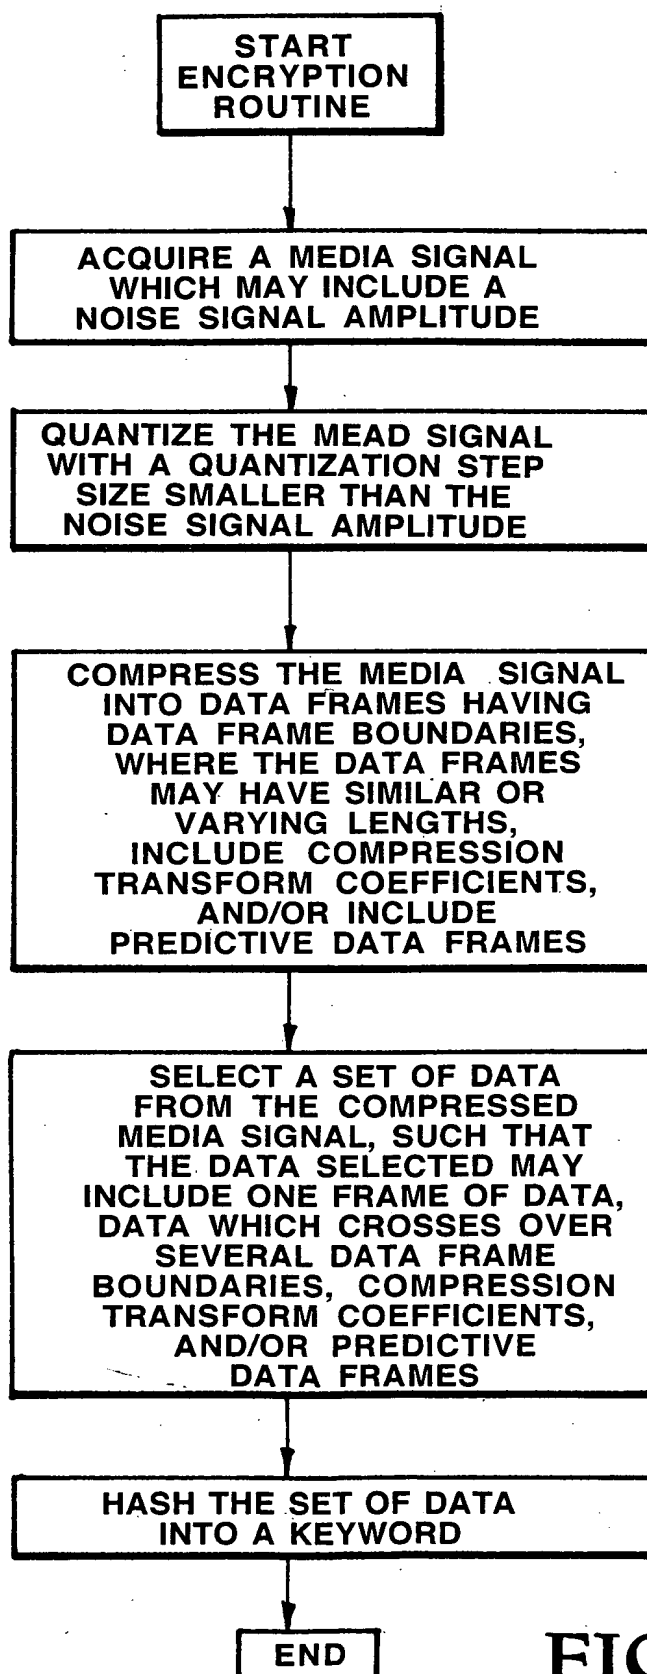 START
ENCRYPTION
ROUTINE
ACQUIRE A MEDIA SIGNAL
WHICH MAY INCLUDE A
NOISE SIGNAL AMPLITUDE
QUANTIZE THE MEAD SIGNAL
WITH A QUANTIZATION STEP
SIZE SMALLER THAN THE
NOISE SIGNAL AMPLITUDE
COMPRESS THE MEDIA SIGNAL
INTO DATA FRAMES HAVING
DATA FRAME BOUNDARIES,
WHERE THE DATA FRAMES
MAY HAVE SIMILAR OR
VARYING LENGTHS,
INCLUDE COMPRESSION
TRANSFORM COEFFICIENTS,
AND/OR INCLUDE
PREDICTIVE DATA FRAMES
SELECT A SET OF DATA
FROM THE COMPRESSED
MEDIA SIGNAL, SUCH THAT
THE DATA SELECTED MAY
INCLUDE ONE FRAME OF DATA,
DATA WHICH CROSSES OVER
SEVERAL DATA FRAME
BOUNDARIES, COMPRESSION
TRANSFORM COEFFICIENTS,
AND/OR PREDICTIVE
DATA FRAMES
HASH THE SET OF DATA
INTO A KEYWORD
END